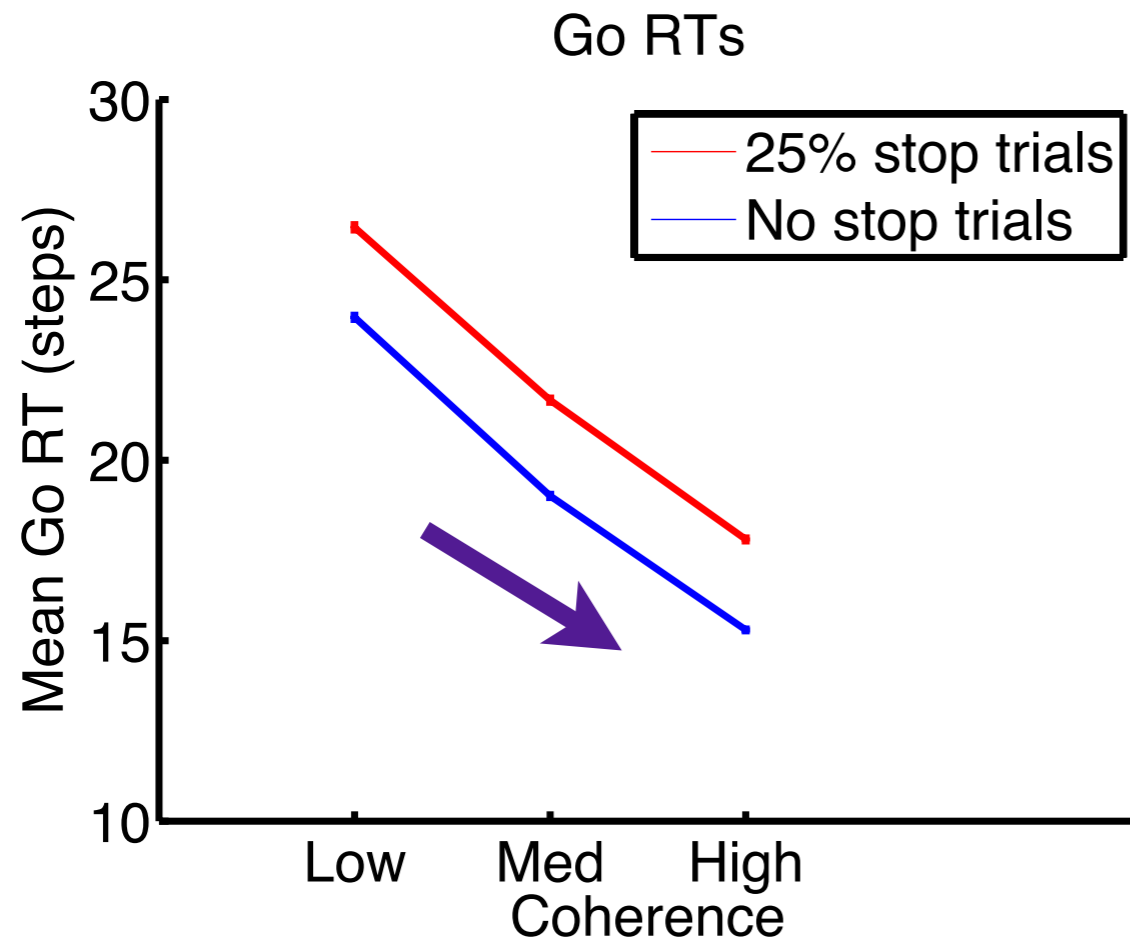 Go RTs
30
25% stop trials
No stop trials
25
20
15
10
Mean Go RT (steps)
Low Med High
Coherence